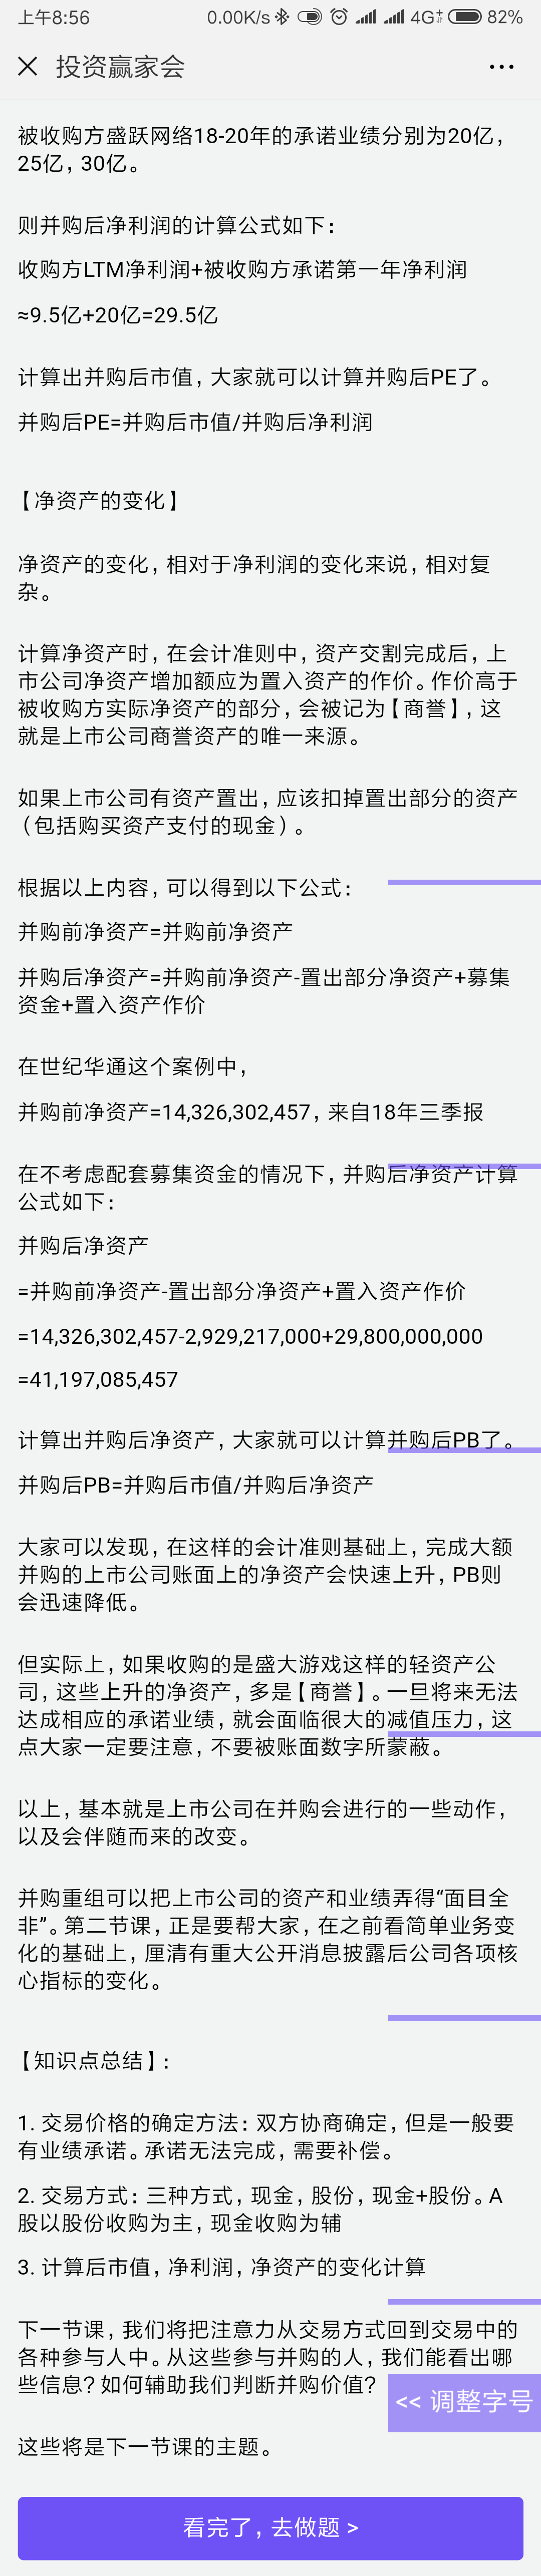 上午8:56
0.00K/s
4G+
82%
投资赢家会
被收购方盛跃网络18-20年的承诺业绩分别为20亿，
25亿，30亿。
则并购后净利润的计算公式如下：
收购方LTM净利润+被收购方承诺第一年净利润
≈9.5亿+20亿=29.5亿
计算出并购后市值，大家就可以计算并购后PE了。
并购后PE=并购后市值/并购后净利润
【净资产的变化】
净资产的变化，相对于净利润的变化来说，相对复
杂。
计算净资产时，在会计准则中，资产交割完成后，上
市公司净资产增加额应为置入资产的作价。作价高于
被收购方实际净资产的部分，会被记为【商誉】，这
就是上市公司商誉资产的唯一来源。
如果上市公司有资产置出，应该扣掉置出部分的资产
（包括购买资产支付的现金）。
根据以上内容，可以得到以下公式：
并购前净资产=并购前净资产
并购后净资产=并购前净资产-置出部分净资产+募集
资金+置入资产作价
在世纪华通这个案例中，
并购前净资产=14,326,302,457，来自18年三季报
在不考虑配套募集资金的情况下，并购后净资产计算
公式如下：
并购后净资产
=并购前净资产-置出部分净资产+置入资产作价
=14,326,302,457-2,929,217,000+29,800,000,000
=41,197,085,457
计算出并购后净资产，大家就可以计算并购后PB了。
并购后PB=并购后市值/并购后净资产
大家可以发现，在这样的会计准则基础上，完成大额
并购的上市公司账面上的净资产会快速上升，PB则
会迅速降低。
但实际上，如果收购的是盛大游戏这样的轻资产公
司，这些上升的净资产，多是【商誉】。一旦将来无法
达成相应的承诺业绩，就会面临很大的减值压力，这
点大家一定要注意，不要被账面数字所蒙蔽。
以上，基本就是上市公司在并购会进行的一些动作，
以及会伴随而来的改变。
并购重组可以把上市公司的资产和业绩弄得“面目全
非”。第二节课，正是要帮大家，在之前看简单业务变
化的基础上，厘清有重大公开消息披露后公司各项核
心指标的变化。
【知识点总结】：
1. 交易价格的确定方法：双方协商确定，但是一般要
有业绩承诺。承诺无法完成，需要补偿。
2. 交易方式：三种方式，现金，股份，现金+股份。A
股以股份收购为主，现金收购为辅
3. 计算后市值，净利润，净资产的变化计算
下一节课，我们将把注意力从交易方式回到交易中的
各种参与人中。从这些参与并购的人，我们能看出哪
些信息？如何辅助我们判断并购价值？
<< 调整字号
这些将是下一节课的主题。
看完了，去做题 >